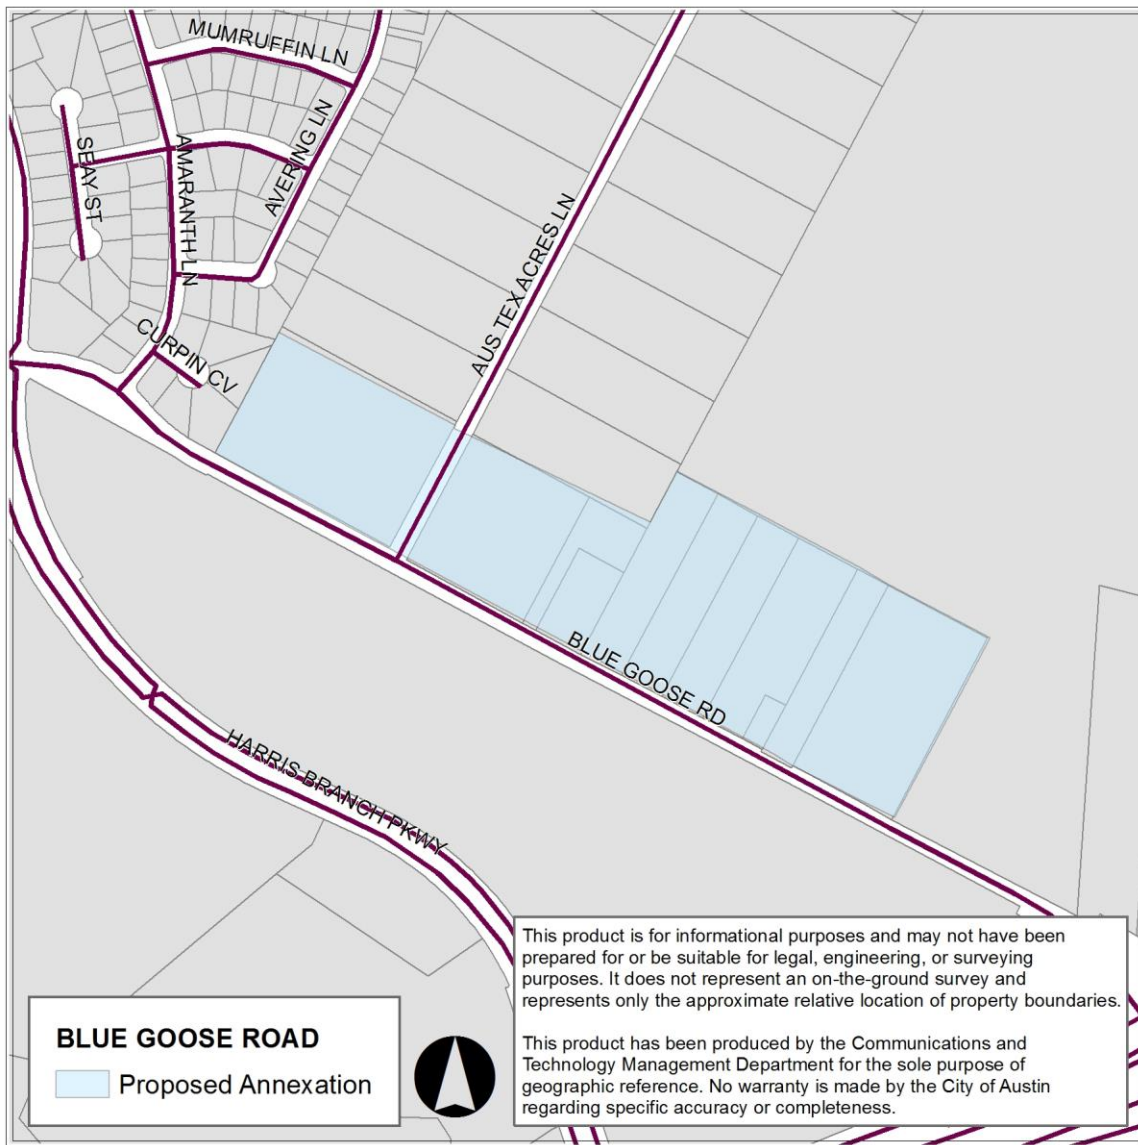 MUMRUFFIN LN
SEAY ST
AMARANTH LN
AVERING LN
AUS TEX ACRES LN
CURPIN CV
BLUE GOOSE RD
HARRIS BRANCH PKWY
This product is for informational purposes and may not have been
prepared for or be suitable for legal, engineering, or surveying
purposes. It does not represent an on-the-ground survey and
represents only the approximate relative location of property boundaries.
This product has been produced by the Communications and
Technology Management Department for the sole purpose of
geographic reference. No warranty is made by the City of Austin
regarding specific accuracy or completeness.
BLUE GOOSE ROAD
Proposed Annexation